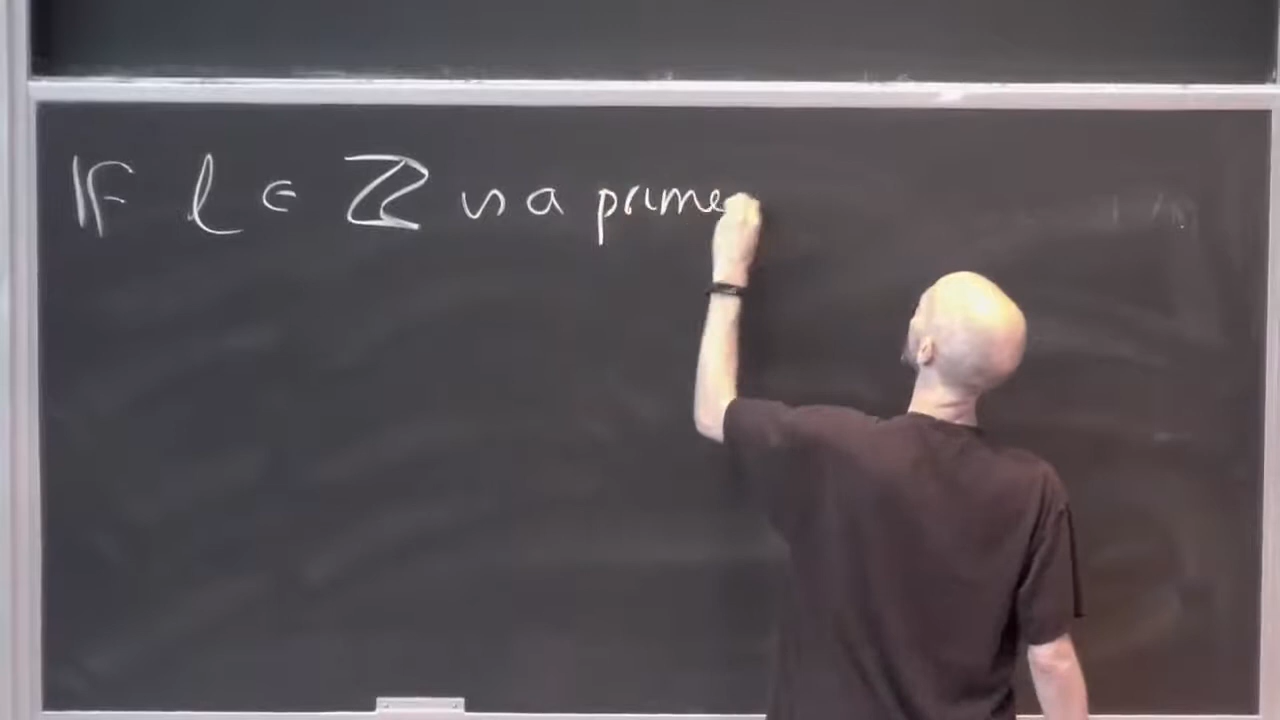 IF l ∈ ℤ is a prime